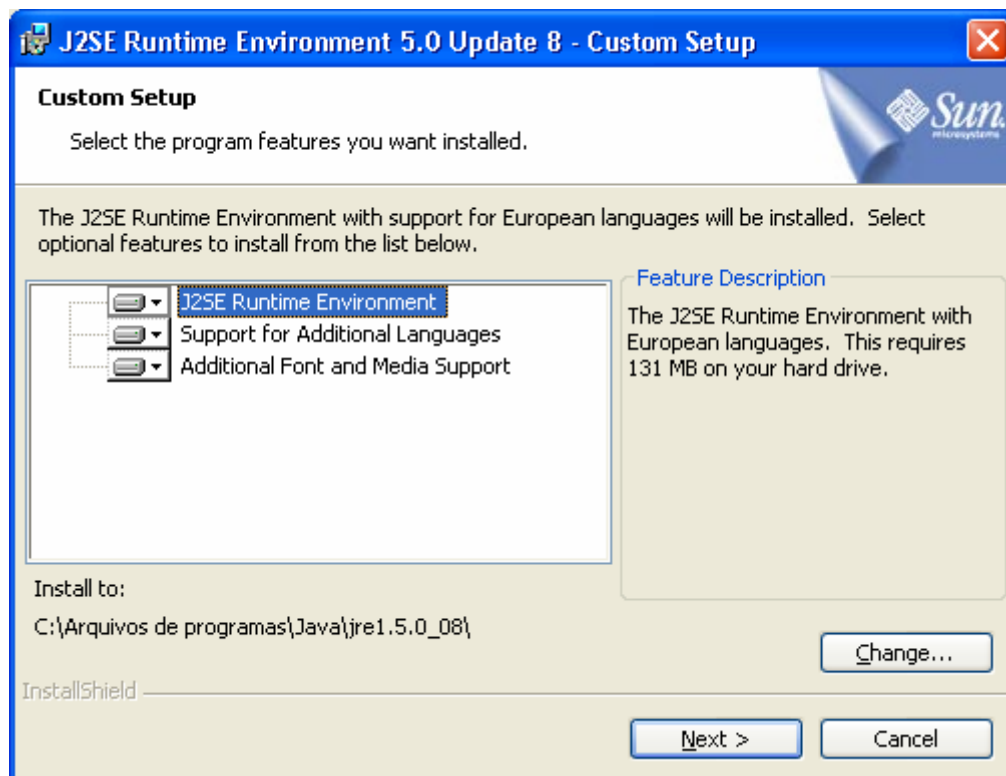 J2SE Runtime Environment 5.0 Update 8 - Custom Setup
Custom Setup
Select the program features you want installed.
Sun
microsystems
The J2SE Runtime Environment with support for European languages will be installed.  Select
optional features to install from the list below.
J2SE Runtime Environment
Support for Additional Languages
Additional Font and Media Support
Feature Description
The J2SE Runtime Environment with
European languages.  This requires
131 MB on your hard drive.
Install to:
C:\Arquivos de programas\Java\jre1.5.0_08\
Change...
InstallShield
Next >
Cancel